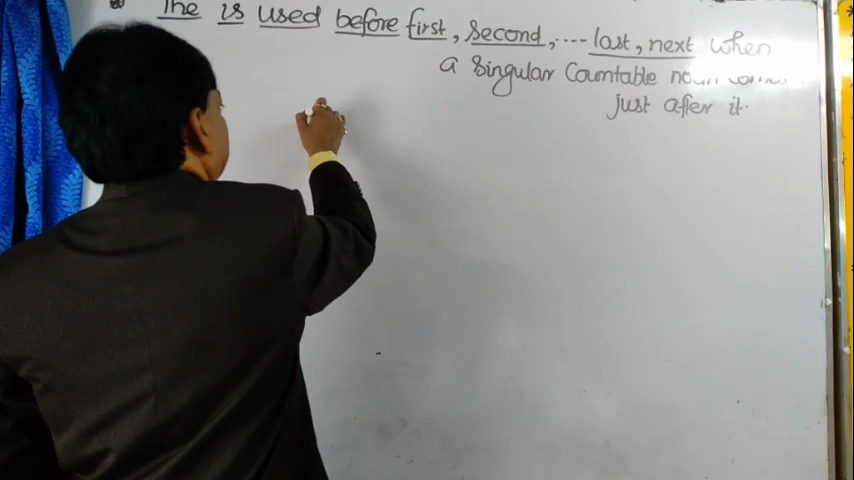 The is used before first, second, .... last, next when
a singular Countable noun
just after it.